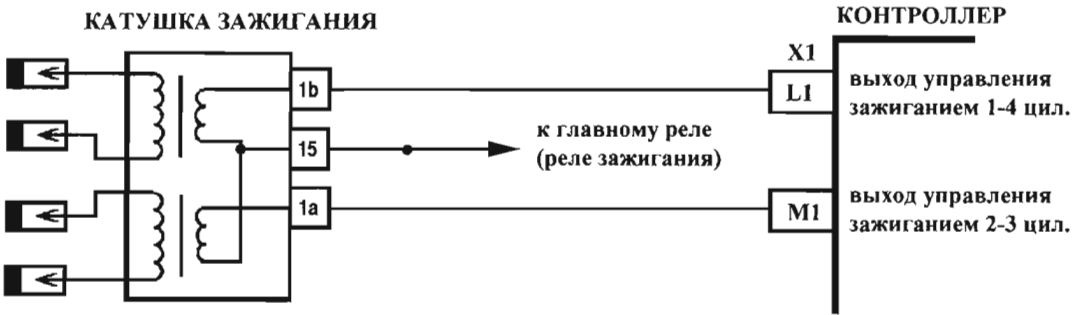 КАТУШКА ЗАЖИГАНИЯ
КОНТРОЛЛЕР
1b
15
1a
к главному реле
(реле зажигания)
X1
L1
выход управления
зажиганием 1-4 цил.
M1
выход управления
зажиганием 2-3 цил.